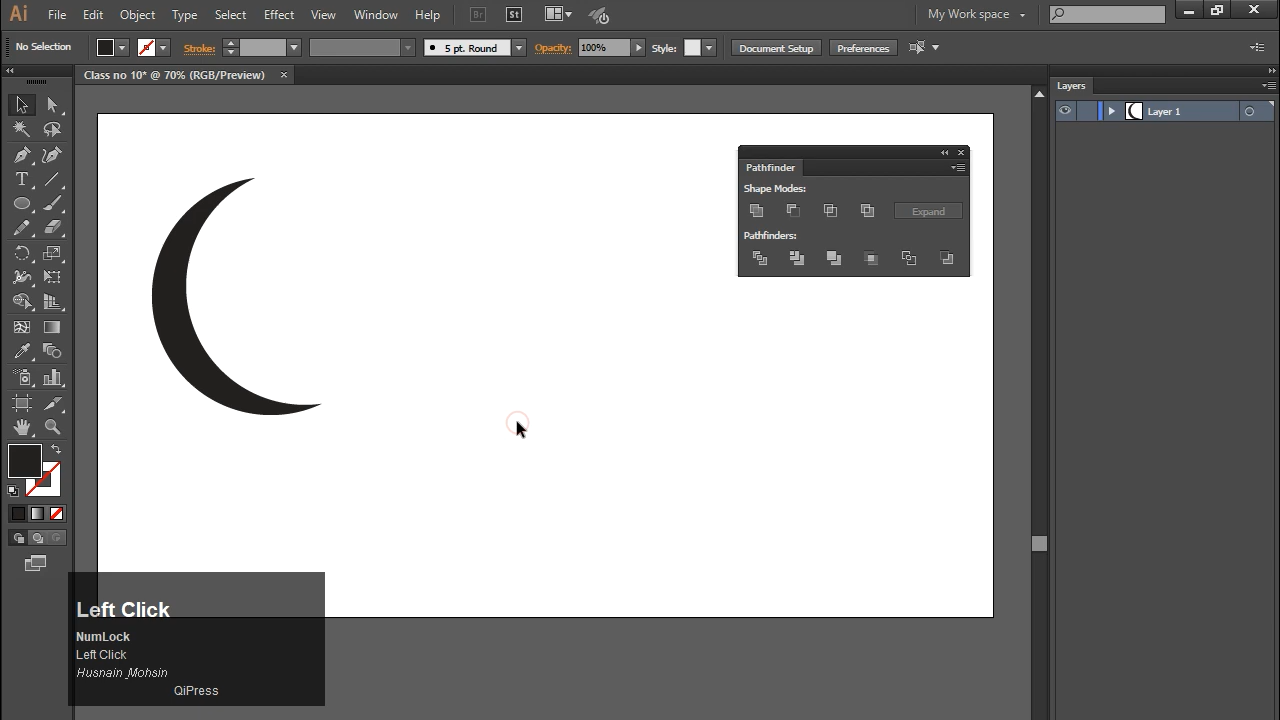 Ai File Edit Object Type Select Effect View Window Help Br St My Work space
No Selection Stroke: 5 pt. Round Opacity: 100% Style: Document Setup Preferences
Class no 10* @ 70% (RGB/Preview)
Layers
Layer 1
Pathfinder
Shape Modes:
Expand
Pathfinders:
Left Click
NumLock
Left Click
Husnain_Mohsin
QiPress